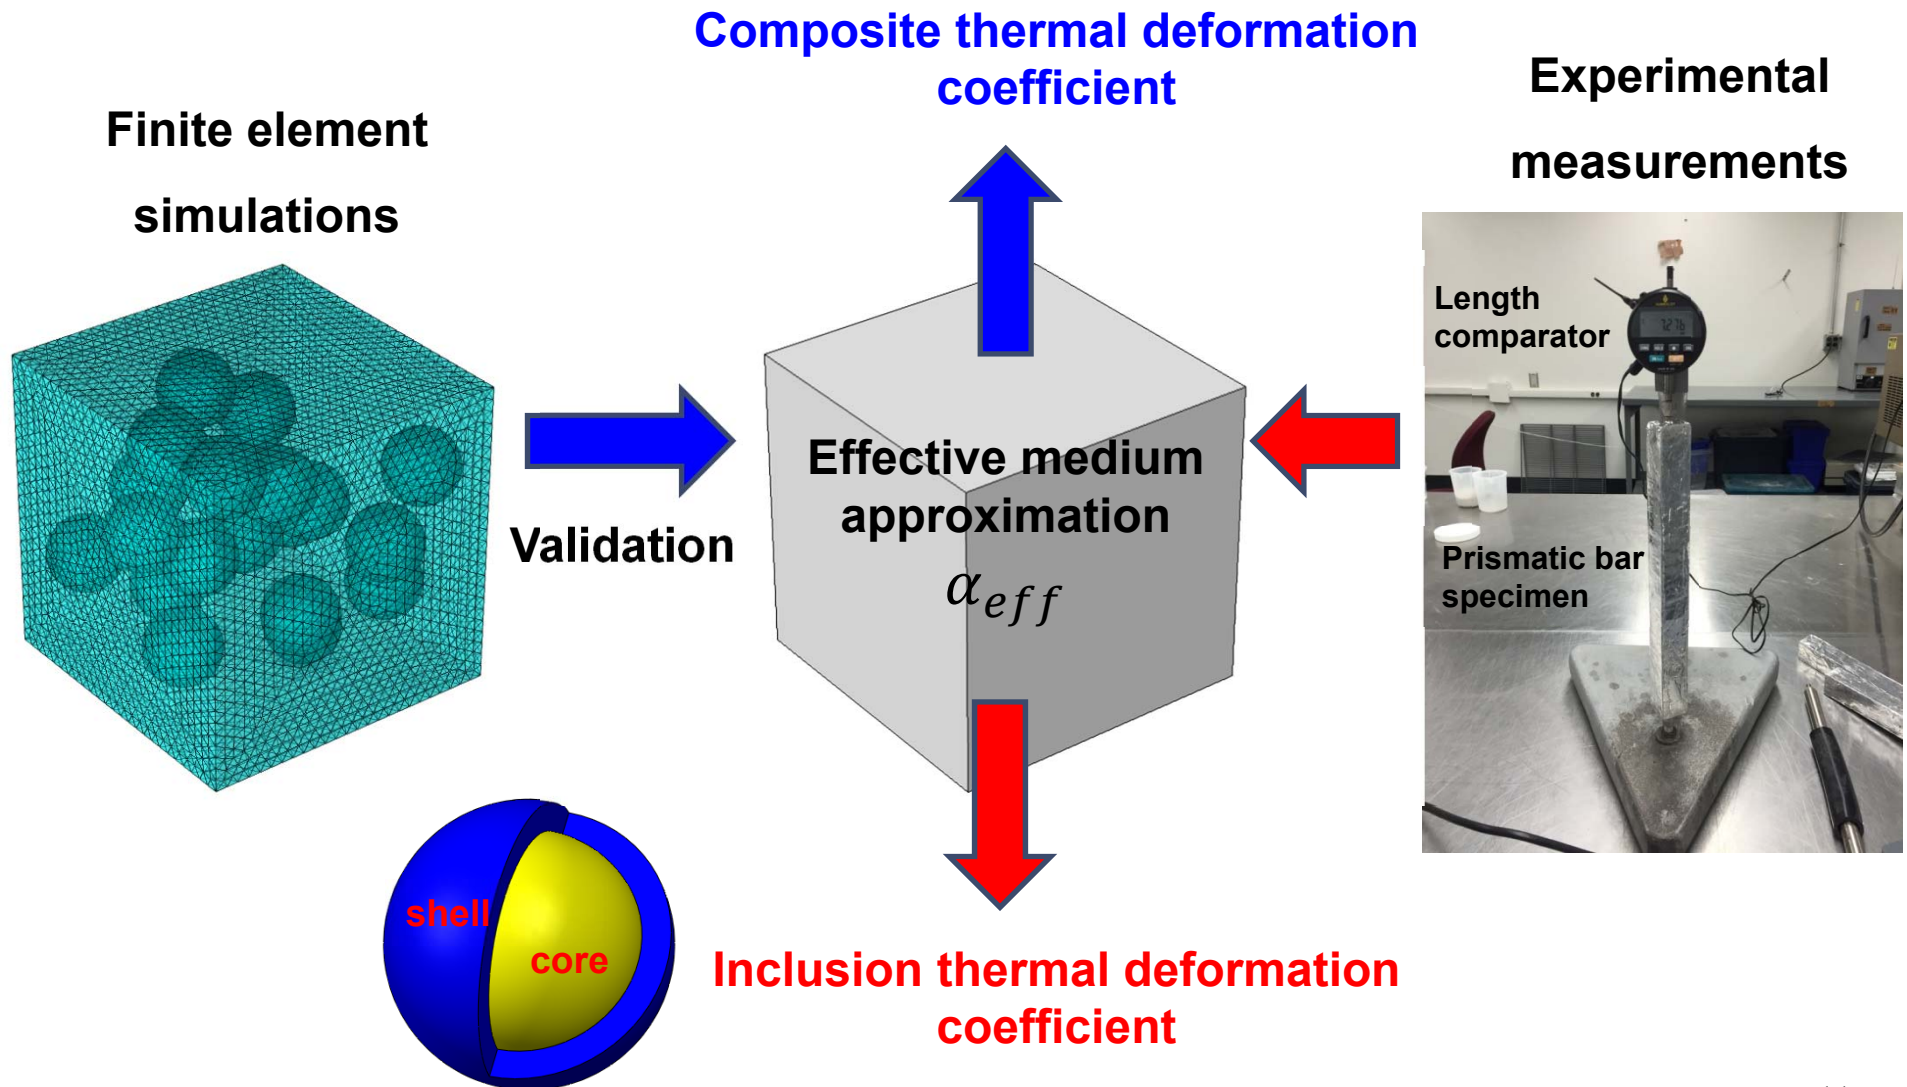 Composite thermal deformation
coefficient
Finite element
simulations
Experimental
measurements
Length
comparator
Prismatic bar
specimen
Validation
Effective medium
approximation
α_eff
shell
core
Inclusion thermal deformation
coefficient